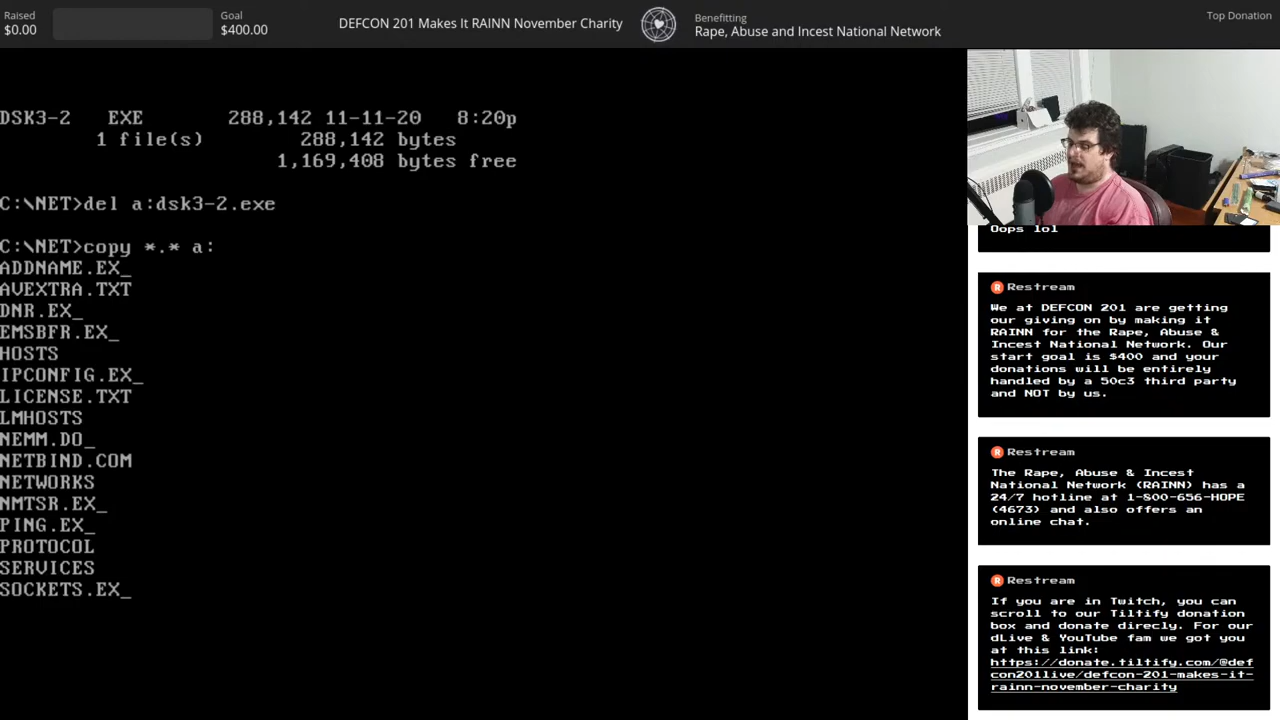 Raised
$0.00
Goal
$400.00
DEFCON 201 Makes It RAINN November Charity
Benefitting
Rape, Abuse and Incest National Network
Top Donation
DSK3-2 EXE 288,142 11-11-20 8:20p
1 file(s) 288,142 bytes
1,169,408 bytes free
C:\NET>del a:dsk3-2.exe
C:\NET>copy *.* a:
ADDNAME.EX_
AVEXTRA.TXT
DNR.EX_
EMSBFR.EX_
HOSTS
IPCONFIG.EX_
LICENSE.TXT
LMHOSTS
NEMM.DO_
NETBIND.COM
NETWORKS
NMTSR.EX_
PING.EX_
PROTOCOL
SERVICES
SOCKETS.EX_
Oops lol
Restream
We at DEFCON 201 are getting
our giving on by making it
RAINN for the Rape, Abuse &
Incest National Network. Our
start goal is $400 and your
donations will be entirely
handled by a 50c3 third party
and NOT by us.
Restream
The Rape, Abuse & Incest
National Network (RAINN) has a
24/7 hotline at 1-800-656-HOPE
(4673) and also offers an
online chat.
Restream
If you are in Twitch, you can
scroll to our Tiltify donation
box and donate direcly. For our
dLive & YouTube fam we got you
at this link:
https://donate.tiltify.com/@def
con201live/defcon-201-makes-it-
rainn-november-charity